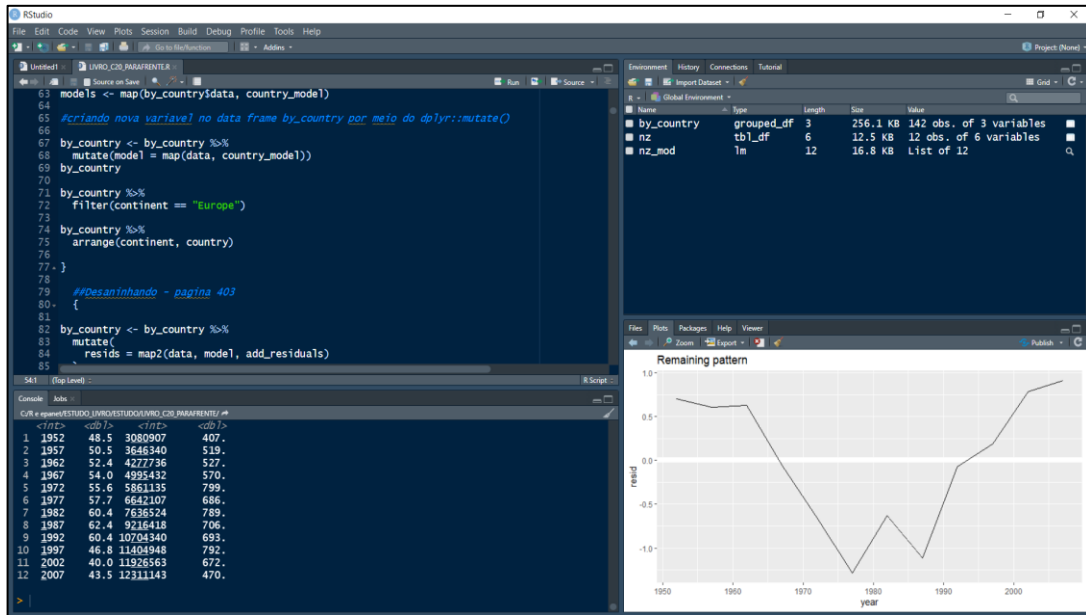 RStudio
File Edit Code View Plots Session Build Debug Profile Tools Help
Go to file/function Addins Project: (None)
Untitled1 LIVRO_C20_PARAFRENTE.R
Source on Save Run Source
63 models <- map(by_country$data, country_model)
64
65 #criando nova variavel no data frame by_country por meio do dplyr::mutate()
66
67 by_country <- by_country %>%
68 mutate(model = map(data, country_model))
69 by_country
70
71 by_country %>%
72 filter(continent == "Europe")
73
74 by_country %>%
75 arrange(continent, country)
76
77 }
78
79 ##Desaninhando - pagina 403
80 {
81
82 by_country <- by_country %>%
83 mutate(
84 resids = map2(data, model, add_residuals)
85
54:1 (Top Level) R Script
Console Jobs
C:/R e epanet/ESTUDO_LIVRO/ESTUDO/LIVRO_C20_PARAFRENTE/
<int> <dbl> <int> <dbl>
1 1952 48.5 3080907 407.
2 1957 50.5 3646340 519.
3 1962 52.4 4277736 527.
4 1967 54.0 4995432 570.
5 1972 55.6 5861135 799.
6 1977 57.7 6642107 686.
7 1982 60.4 7636524 789.
8 1987 62.4 9216418 706.
9 1992 60.4 10704340 693.
10 1997 46.8 11404948 792.
11 2002 40.0 11926563 672.
12 2007 43.5 12311143 470.
>
Environment History Connections Tutorial
Import Dataset Grid
R Global Environment
Name Type Length Size Value
by_country grouped_df 3 256.1 KB 142 obs. of 3 variables
nz tbl_df 6 12.5 KB 12 obs. of 6 variables
nz_mod lm 12 16.8 KB List of 12
Files Plots Packages Help Viewer
Zoom Export Publish
Remaining pattern
1.0
0.5
0.0
-0.5
-1.0
resid
1950 1960 1970 1980 1990 2000
year